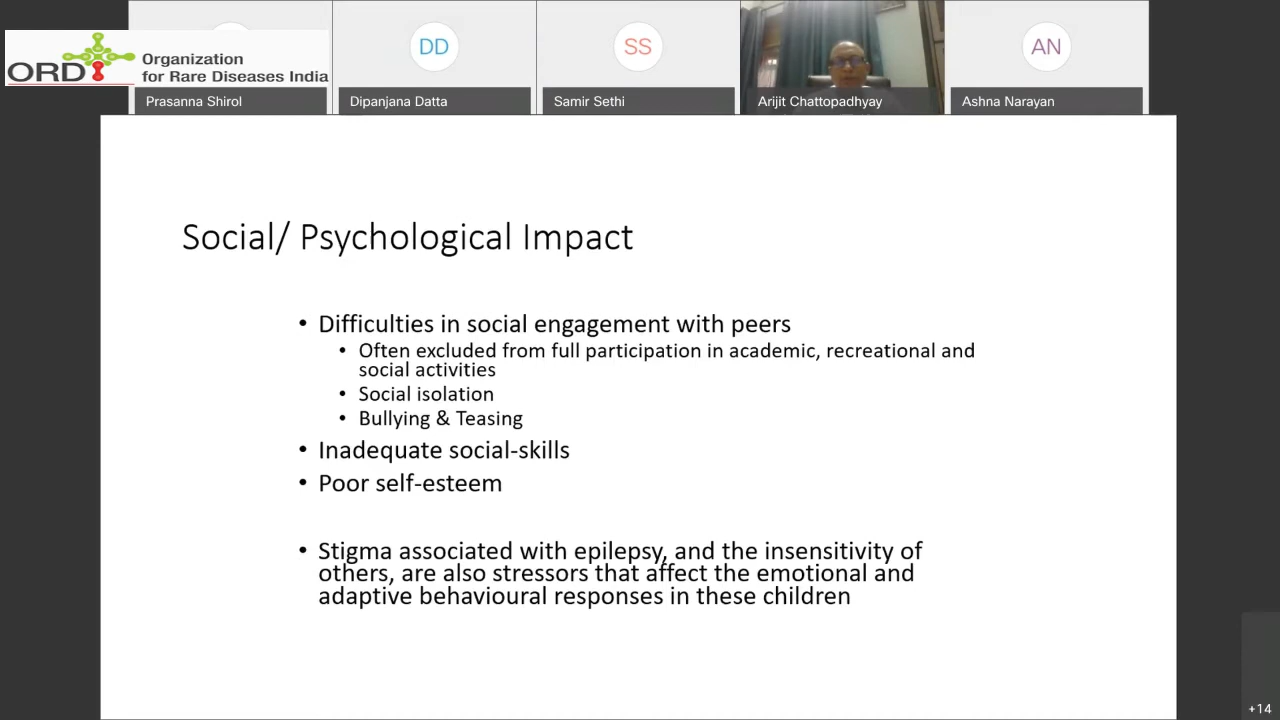 ORD
Organization
for Rare Diseases India
DD
SS
AN
Prasanna Shirol
Dipanjana Datta
Samir Sethi
Arijit Chattopadhyay
Ashna Narayan
Social/ Psychological Impact
• Difficulties in social engagement with peers
• Often excluded from full participation in academic, recreational and
social activities
• Social isolation
• Bullying & Teasing
• Inadequate social-skills
• Poor self-esteem
• Stigma associated with epilepsy, and the insensitivity of
others, are also stressors that affect the emotional and
adaptive behavioural responses in these children
+14